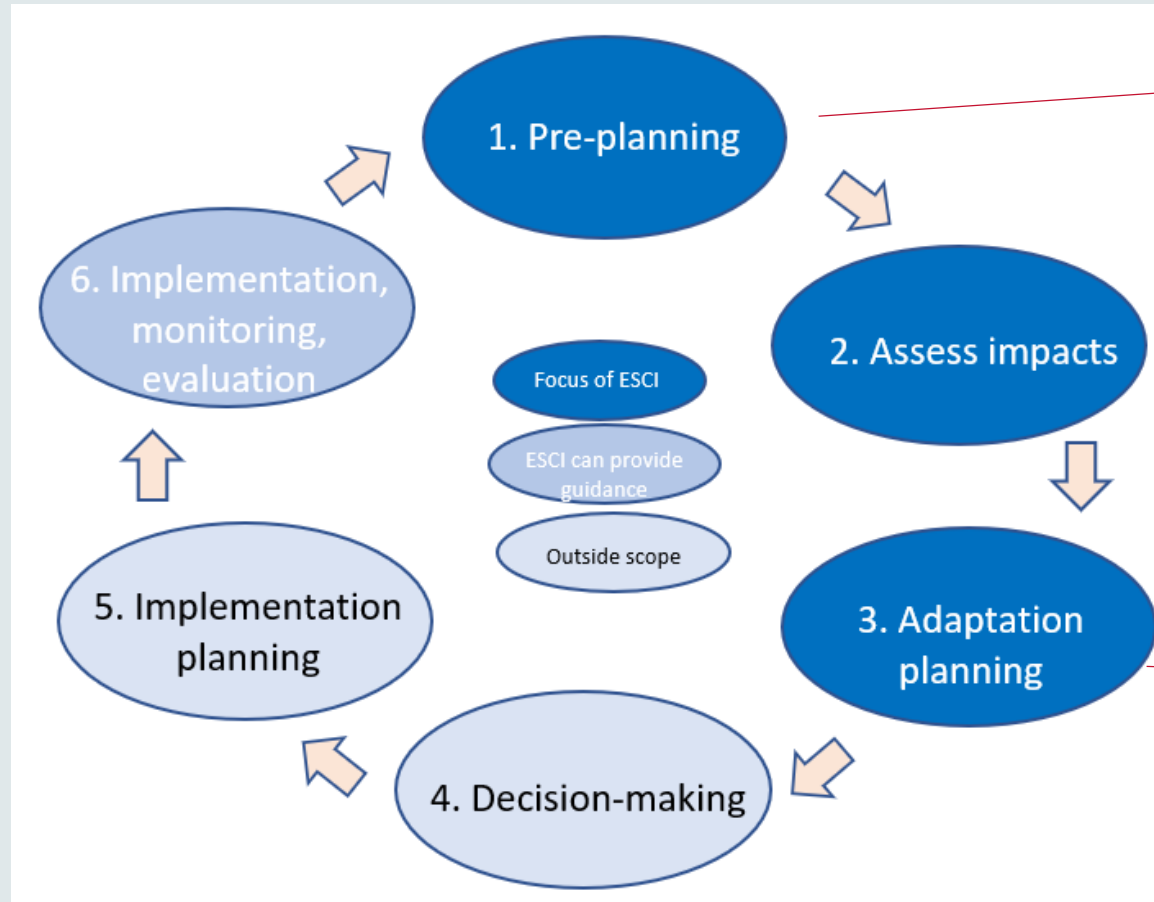 1. Pre-planning
2. Assess impacts
3. Adaptation
planning
4. Decision-making
5. Implementation
planning
6. Implementation,
monitoring,
evaluation
Focus of ESCI
ESCI can provide
guidance
Outside scope